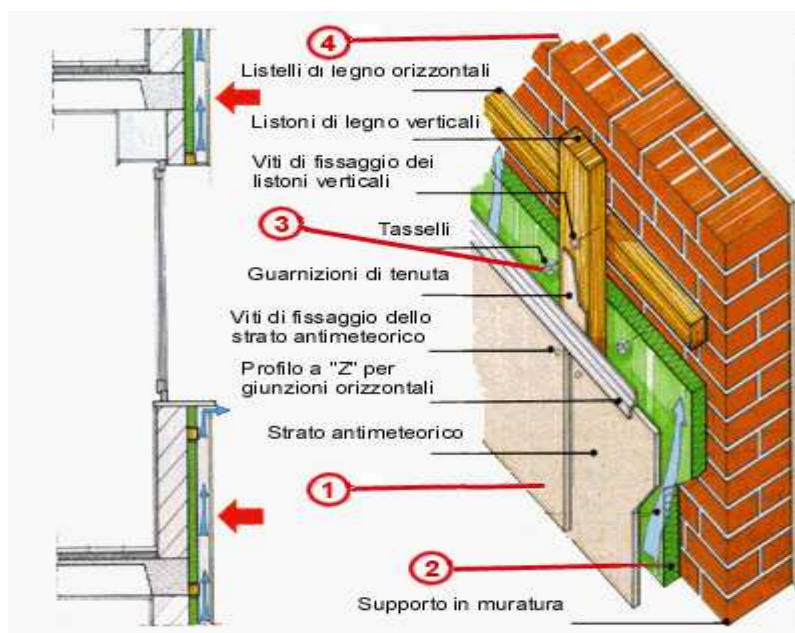 4
Listelli di legno orizzontali
Listoni di legno verticali
Viti di fissaggio dei
listoni verticali
3
Tasselli
Guarnizioni di tenuta
Viti di fissaggio dello
strato antimeteorico
Profilo a "Z" per
giunzioni orizzontali
Strato antimeteorico
1
2
Supporto in muratura